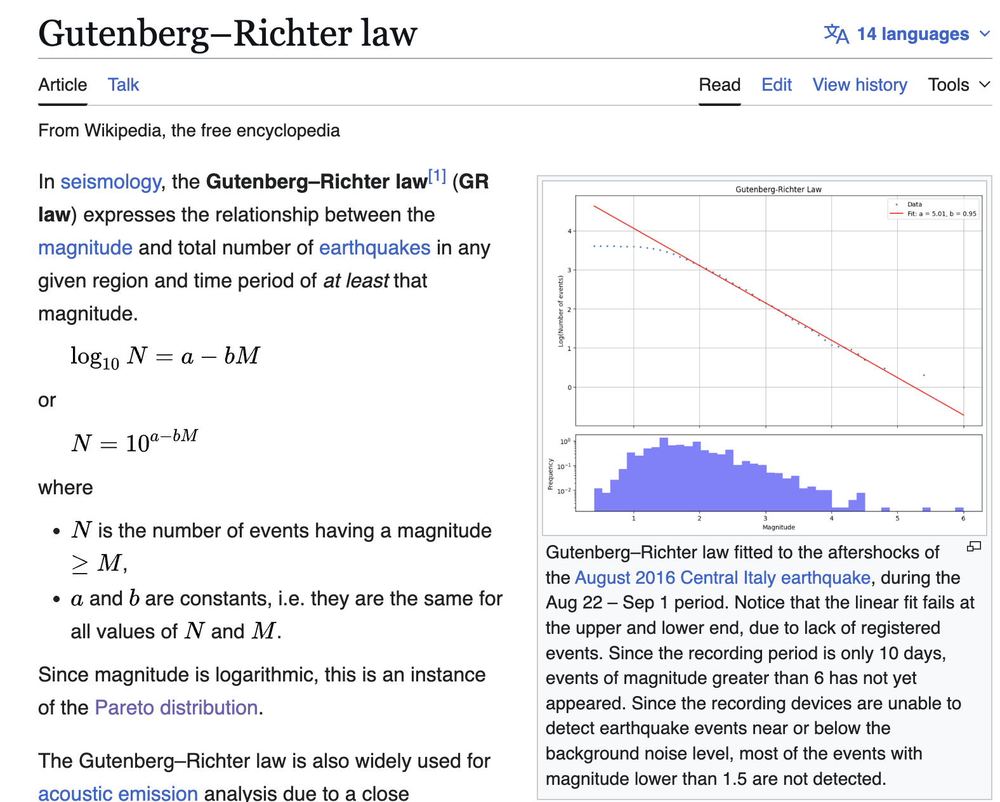 Gutenberg–Richter law
文A 14 languages
Article Talk Read Edit View history Tools
From Wikipedia, the free encyclopedia
In seismology, the Gutenberg–Richter law[1] (GR
law) expresses the relationship between the
magnitude and total number of earthquakes in any
given region and time period of at least that
magnitude.
log₁₀ N = a − bM
or
N = 10^{a−bM}
where
• N is the number of events having a magnitude
≥ M,
• a and b are constants, i.e. they are the same for
all values of N and M.
Since magnitude is logarithmic, this is an instance
of the Pareto distribution.
The Gutenberg–Richter law is also widely used for
acoustic emission analysis due to a close
Gutenberg-Richter Law
Data
Fit: a = 5.01, b = 0.95
Log(Number of events)
4
3
2
1
0
Frequency
10⁰
10⁻¹
10⁻²
1 2 3 4 5 6
Magnitude
Gutenberg–Richter law fitted to the aftershocks of
the August 2016 Central Italy earthquake, during the
Aug 22 – Sep 1 period. Notice that the linear fit fails at
the upper and lower end, due to lack of registered
events. Since the recording period is only 10 days,
events of magnitude greater than 6 has not yet
appeared. Since the recording devices are unable to
detect earthquake events near or below the
background noise level, most of the events with
magnitude lower than 1.5 are not detected.